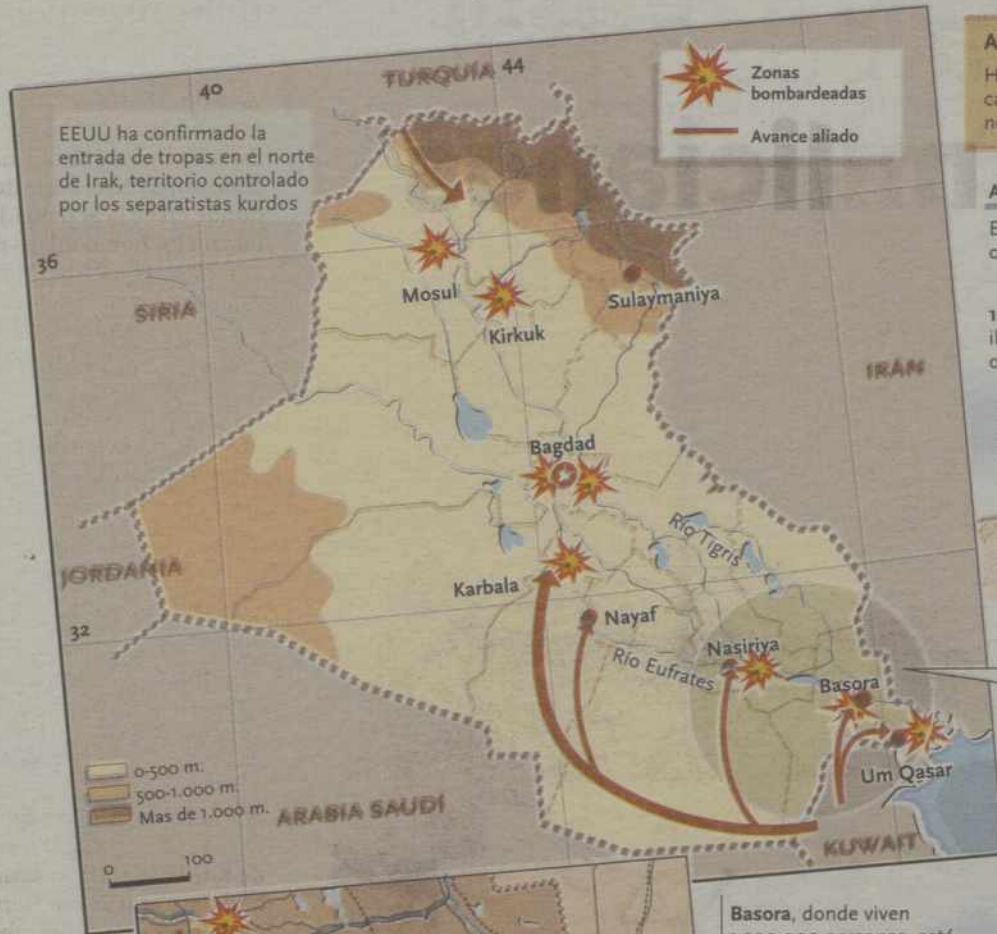 TURQUÍA
40
44
Zonas
bombardeadas
Avance aliado
EEUU ha confirmado la
entrada de tropas en el norte
de Irak, territorio controlado
por los separatistas kurdos
36
SIRIA
Mosul
Kirkuk
Sulaymaniya
IRÁN
Bagdad
Río Tigris
JORDANIA
Karbala
32
Nayaf
Río Eufrates
Nasiriya
Basora
Um Qasar
0-500 m.
500-1.000 m.
Mas de 1.000 m.
ARABIA SAUDÍ
KUWAIT
0 100
Basora, donde viven